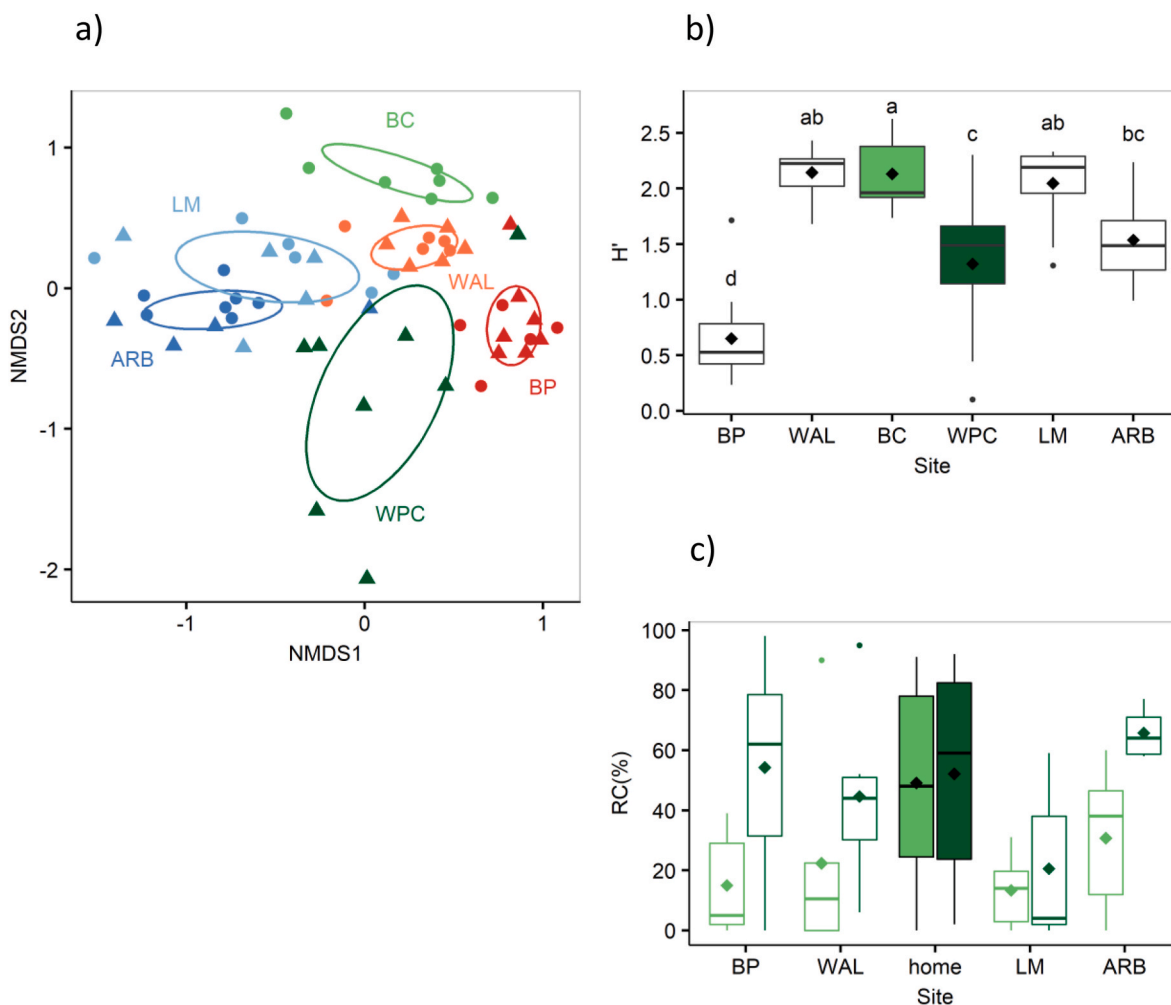 a)
BC
LM
WAL
ARB
BP
WPC
1
0
-1
-2
NMDS2
-1 0 1
NMDS1
b)
ab a ab
c bc
d
2.5
2.0
1.5
1.0
0.5
0.0
H'
BP WAL BC WPC LM ARB
Site
c)
100
80
60
40
20
0
RC(%)
BP WAL home LM ARB
Site